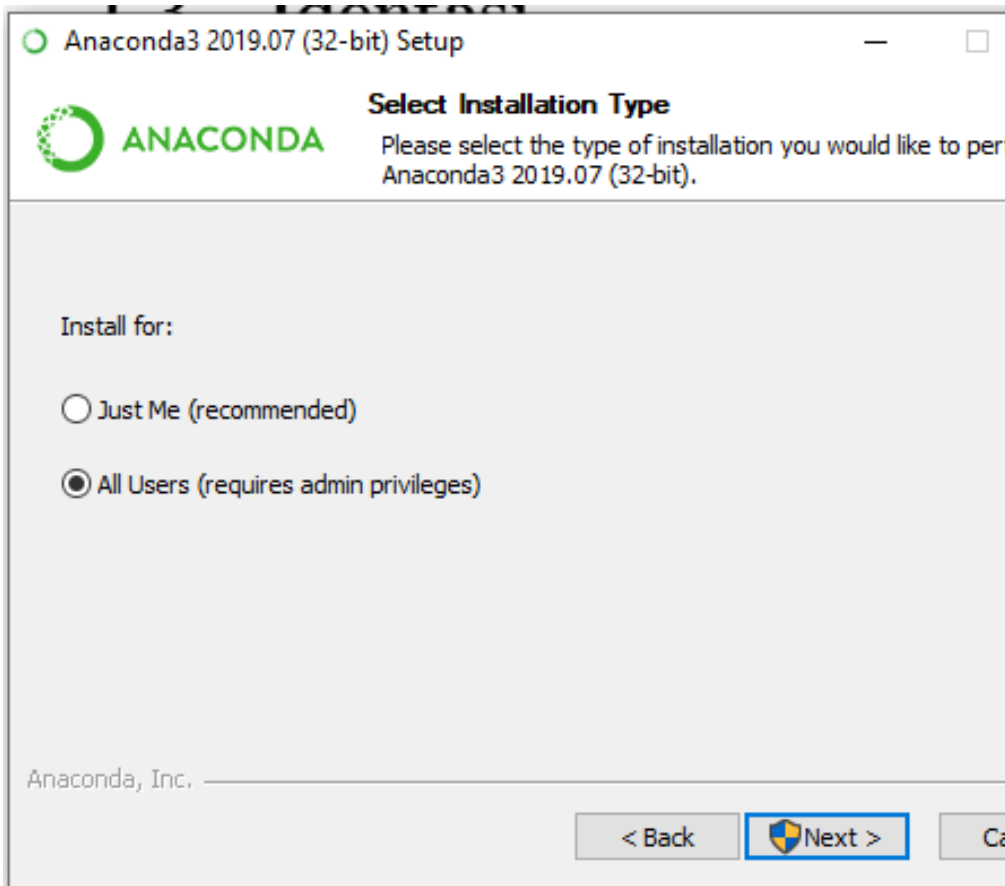 Anaconda3 2019.07 (32-bit) Setup
ANACONDA
Select Installation Type
Please select the type of installation you would like to
Anaconda3 2019.07 (32-bit).
Install for:
Just Me (recommended)
All Users (requires admin privileges)
Anaconda, Inc.
< Back
Next >